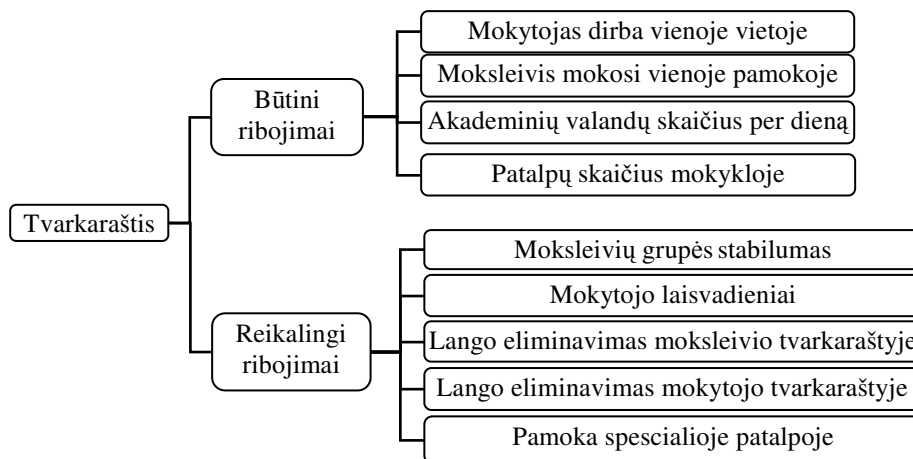 Mokytojas dirba vienoje vietoje
Moksleivis mokosi vienoje pamokoje
Būtini
ribojimai
Akademinių valandų skaičius per dieną
Patalpų skaičius mokykloje
Tvarkaraštis
Moksleivių grupės stabilumas
Mokytojo laisvadieniai
Reikalingi
ribojimai
Lango eliminavimas moksleivio tvarkaraštyje
Lango eliminavimas mokytojo tvarkaraštyje
Pamoka spescialioje patalpoje